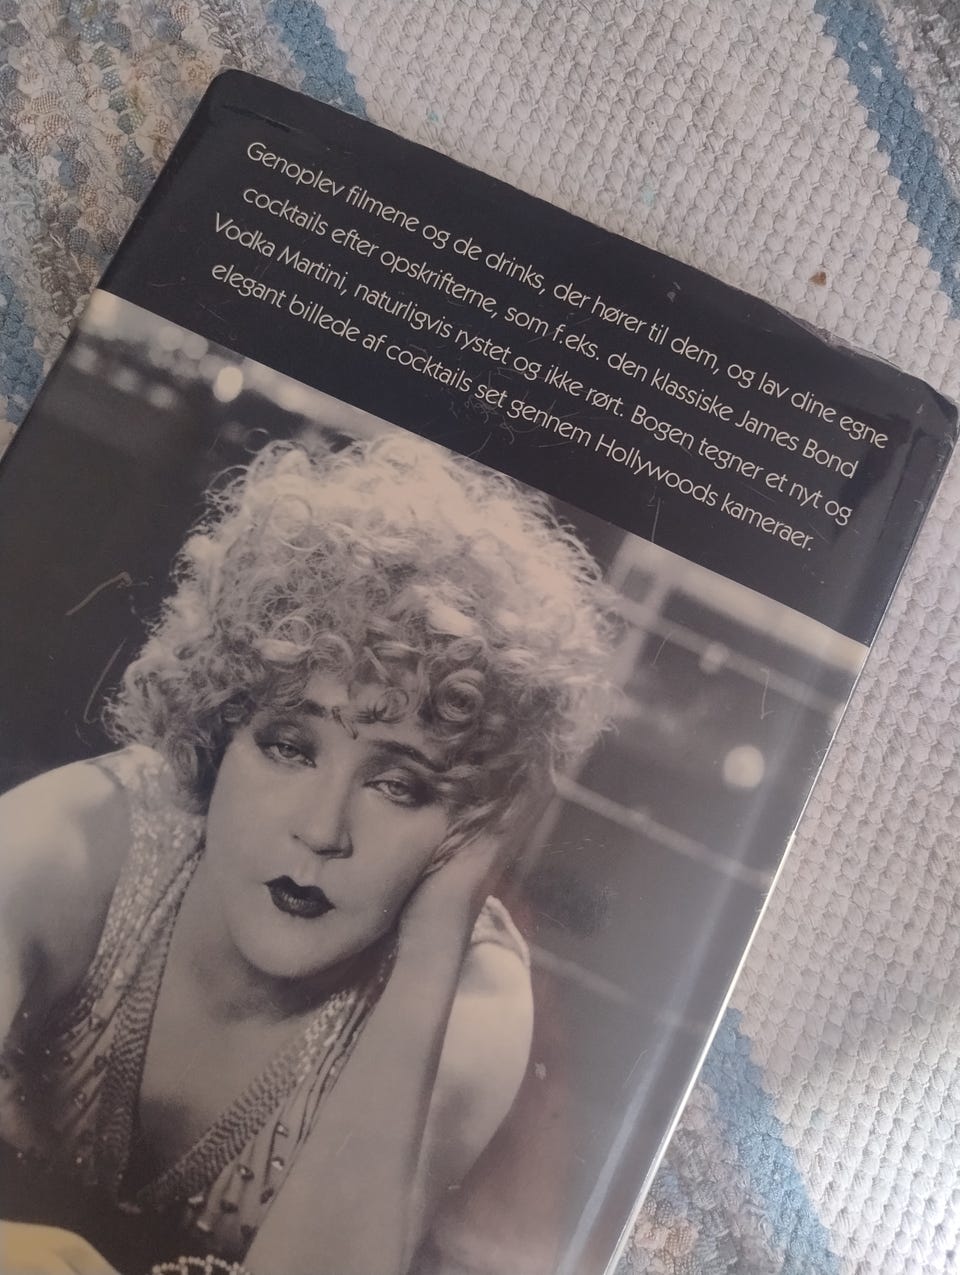 Genoplev filmene og de drinks, der hører til dem, og lav dine egne
cocktails efter opskrifterne, som f.eks. den klassiske James Bond
Vodka Martini, naturligvis rystet og ikke rørt. Bogen tegner et nyt og
elegant billede af cocktails set gennem Hollywoods kameraer.